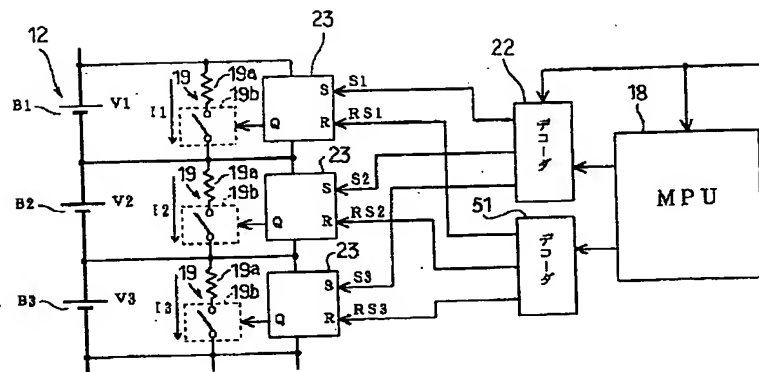 12
B1
V1
I1
19
19a
19b
23
S
R
Q
S1
RS1
B2
V2
I2
19
19a
19b
23
S
R
Q
S2
RS2
B3
V3
I3
19
19a
19b
23
S
R
Q
S3
RS3
22
デコーダ
51
デコーダ
18
MPU